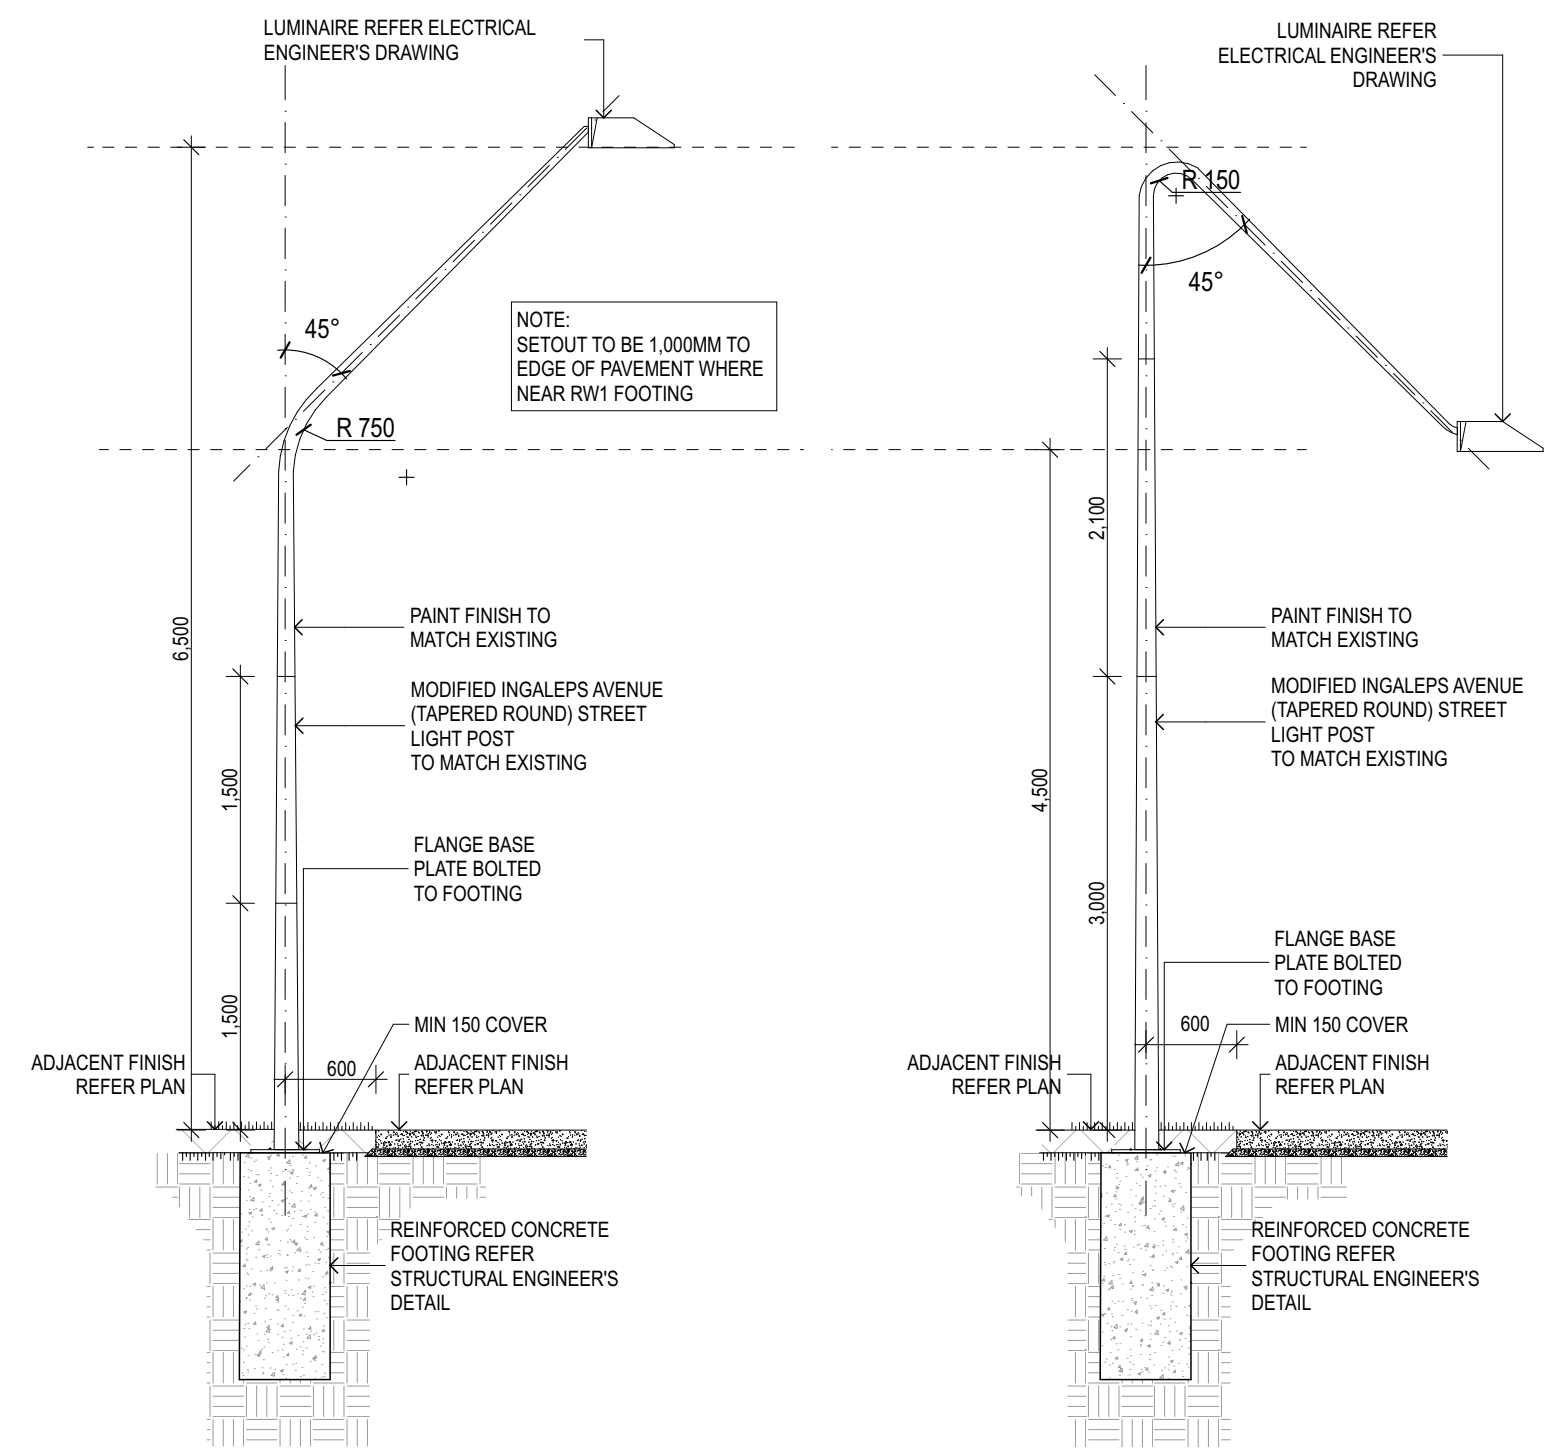 LUMINAIRE REFER ELECTRICAL
ENGINEER'S DRAWING
45°
NOTE:
SETOUT TO BE 1,000MM TO
EDGE OF PAVEMENT WHERE
NEAR RW1 FOOTING
R 750
6,500
PAINT FINISH TO
MATCH EXISTING
MODIFIED INGALEPS AVENUE
(TAPERED ROUND) STREET
LIGHT POST
TO MATCH EXISTING
1,500
FLANGE BASE
PLATE BOLTED
TO FOOTING
1,500
MIN 150 COVER
ADJACENT FINISH
REFER PLAN
600
ADJACENT FINISH
REFER PLAN
REINFORCED CONCRETE
FOOTING REFER
STRUCTURAL ENGINEER'S
DETAIL
LUMINAIRE REFER
ELECTRICAL ENGINEER'S
DRAWING
R 150
45°
2,100
PAINT FINISH TO
MATCH EXISTING
MODIFIED INGALEPS AVENUE
(TAPERED ROUND) STREET
LIGHT POST
TO MATCH EXISTING
4,500
3,000
FLANGE BASE
PLATE BOLTED
TO FOOTING
600
MIN 150 COVER
ADJACENT FINISH
REFER PLAN
ADJACENT FINISH
REFER PLAN
REINFORCED CONCRETE
FOOTING REFER
STRUCTURAL ENGINEER'S
DETAIL